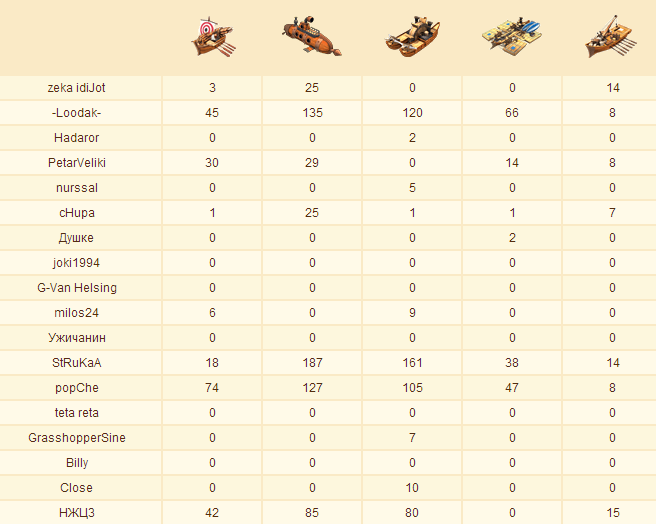 zeka idiJot 3 25 0 0 14
-Loodak- 45 135 120 66 8
Hadaror 0 0 2 0 0
PetarVeliki 30 29 0 14 8
nurssal 0 0 5 0 0
cHupa 1 25 1 1 7
Душке 0 0 0 2 0
joki1994 0 0 0 0 0
G-Van Helsing 0 0 0 0 0
milos24 6 0 9 0 0
Ужичанин 0 0 0 0 0
StRuKaA 18 187 161 38 14
popChe 74 127 105 47 8
teta reta 0 0 0 0 0
GrasshopperSine 0 0 7 0 0
Billy 0 0 0 0 0
Close 0 0 10 0 0
НЖЦ3 42 85 80 0 15